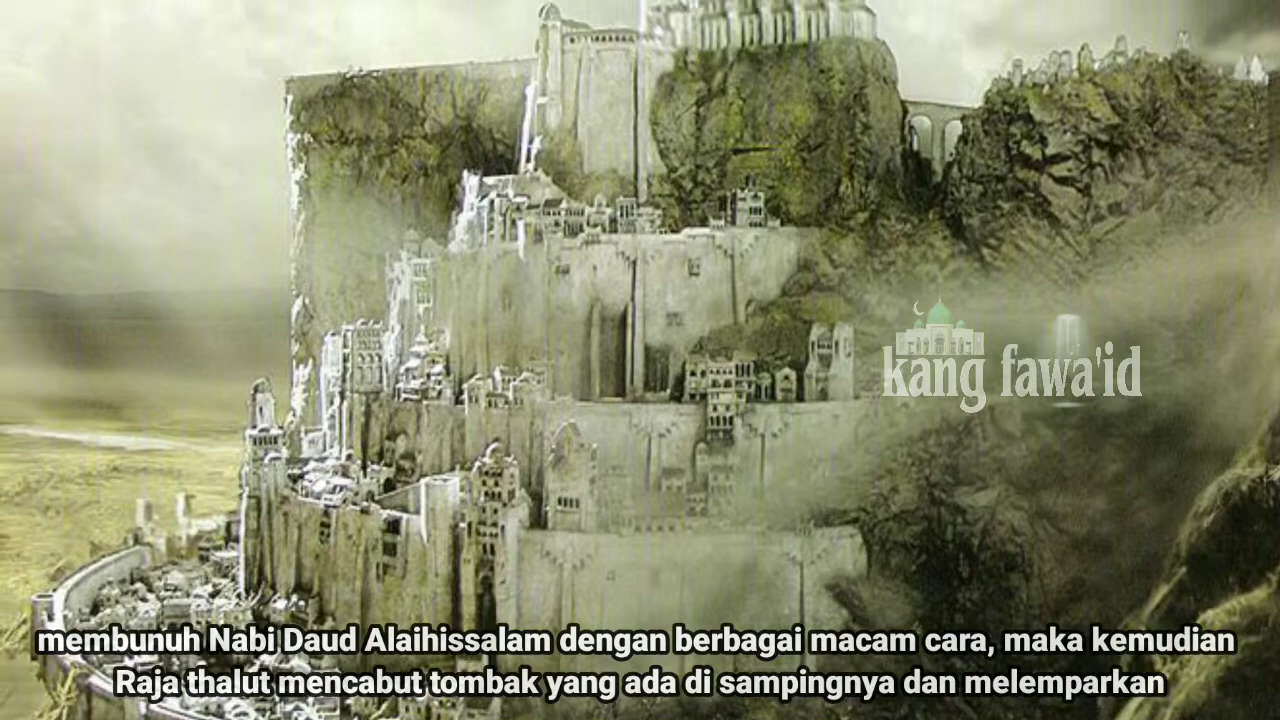 kang fawa'id
membunuh Nabi Daud Alaihissalam dengan berbagai macam cara, maka kemudian
Raja thalut mencabut tombak yang ada di sampingnya dan melemparkan